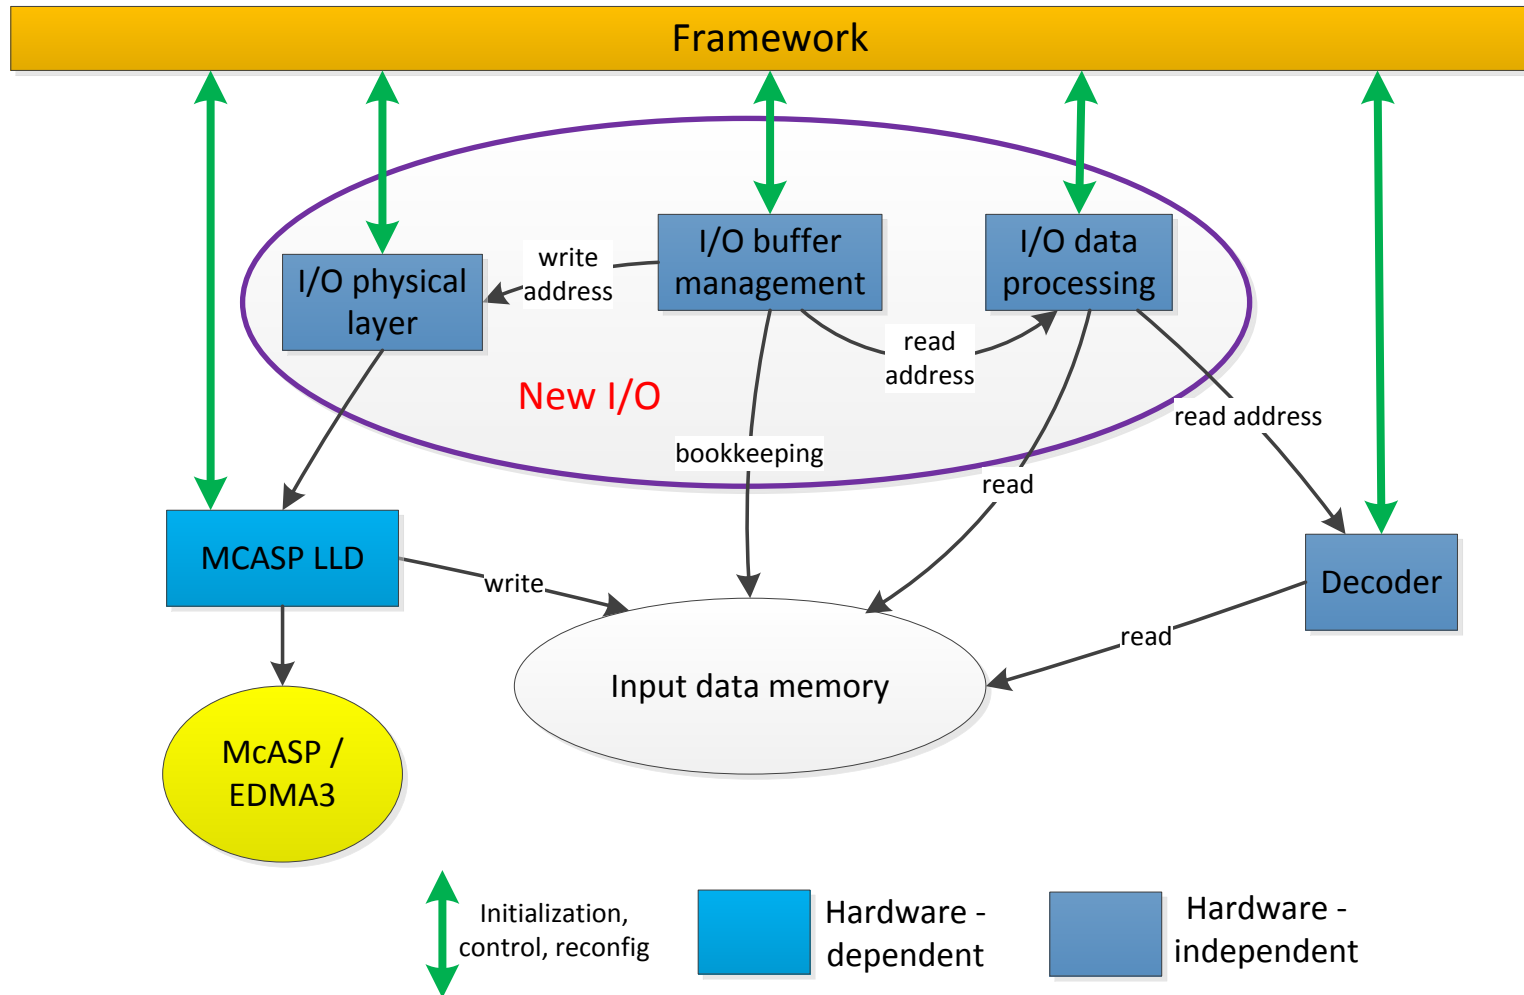 Framework
I/O physical
layer
write
address
I/O buffer
management
I/O data
processing
read
address
New I/O
bookkeeping
read
read address
MCASP LLD
write
Decoder
read
Input data memory
McASP /
EDMA3
Initialization,
control, reconfig
Hardware -
dependent
Hardware -
independent